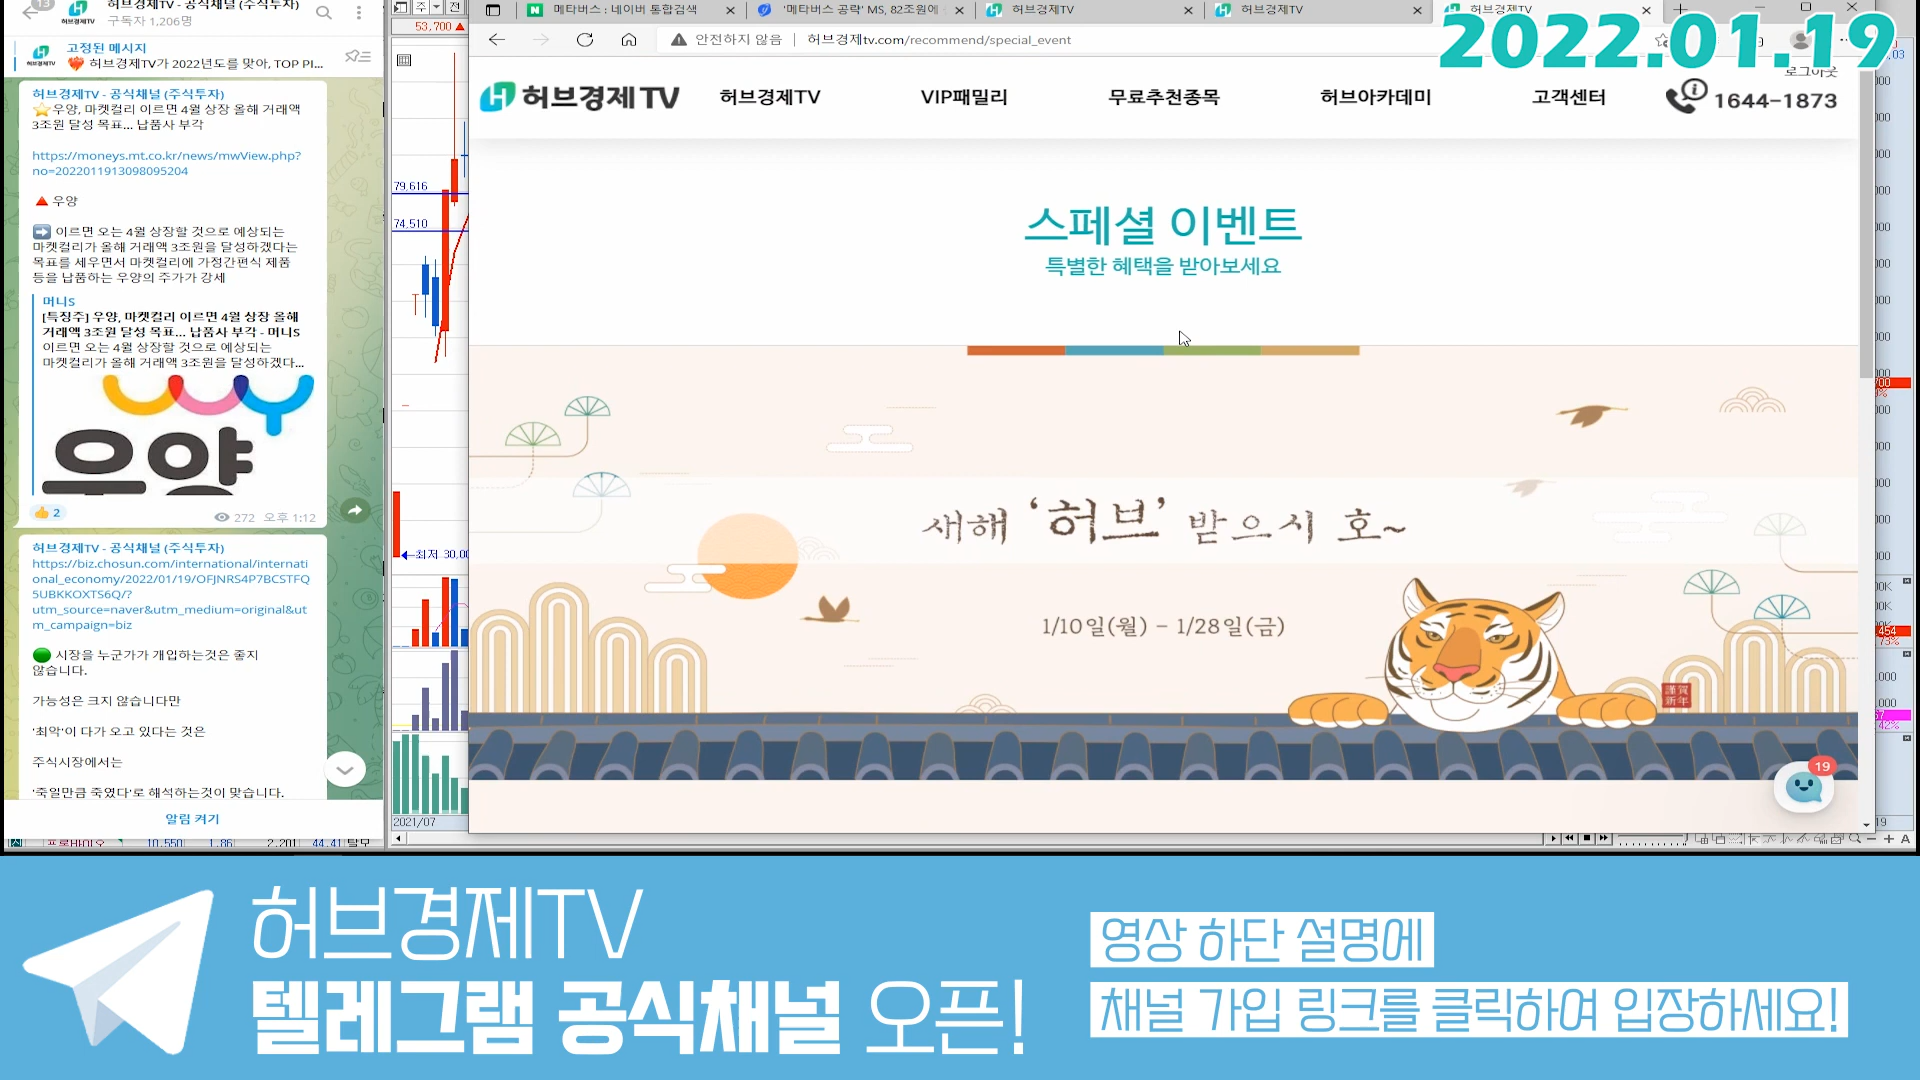 허브경제TV - 공식채널 (주식투자)
구독자 1,206명
고정된 메시지
허브경제TV가 2022년도를 맞아, TOP PI...
허브경제TV - 공식채널 (주식투자)
우양, 마켓컬리 이르면 4월 상장 올해 거래액
3조원 달성 목표... 납품사 부각
https://moneys.mt.co.kr/news/mwView.php?
no=2022011913098095204
우양
이르면 오는 4월 상장할 것으로 예상되는
마켓컬리가 올해 거래액 3조원을 달성하겠다는
목표를 세우면서 마켓컬리에 가정간편식 제품
등을 납품하는 우양의 주가가 강세
머니S
[특징주] 우양, 마켓컬리 이르면 4월 상장 올해
거래액 3조원 달성 목표... 납품사 부각 - 머니S
이르면 오는 4월 상장할 것으로 예상되는
마켓컬리가 올해 거래액 3조원을 달성하겠다...
우양
2
272 오후 1:12
허브경제TV - 공식채널 (주식투자)
https://biz.chosun.com/international/internati
onal_economy/2022/01/19/OFJNRS4P7BCSTFQ
5UBKKOXTS6Q/?
utm_source=naver&utm_medium=original&ut
m_campaign=biz
시장을 누군가가 개입하는것은 좋지
않습니다.
가능성은 크지 않습니다만
'최악'이 다가 오고 있다는 것은
주식시장에서는
'죽일만큼 죽였다'로 해석하는것이 맞습니다.
알림 켜기
주
전
53,700
79,616
74,510
최저 30,00
2021/07
메타버스 : 네이버 통합검색
'메타버스 공략' MS, 82조원에
허브경제TV
허브경제TV
허브경제TV
안전하지 않음
허브경제tv.com/recommend/special_event
2022.01.19
로그아웃
허브경제TV
허브경제TV
VIP패밀리
무료추천종목
허브아카데미
고객센터
1644-1873
스페셜 이벤트
특별한 혜택을 받아보세요
새해 '허브' 받으시 호~
1/10일(월) - 1/28일(금)
謹賀
新年
19
허브경제TV
텔레그램 공식채널 오픈!
영상 하단 설명에
채널 가입 링크를 클릭하여 입장하세요!